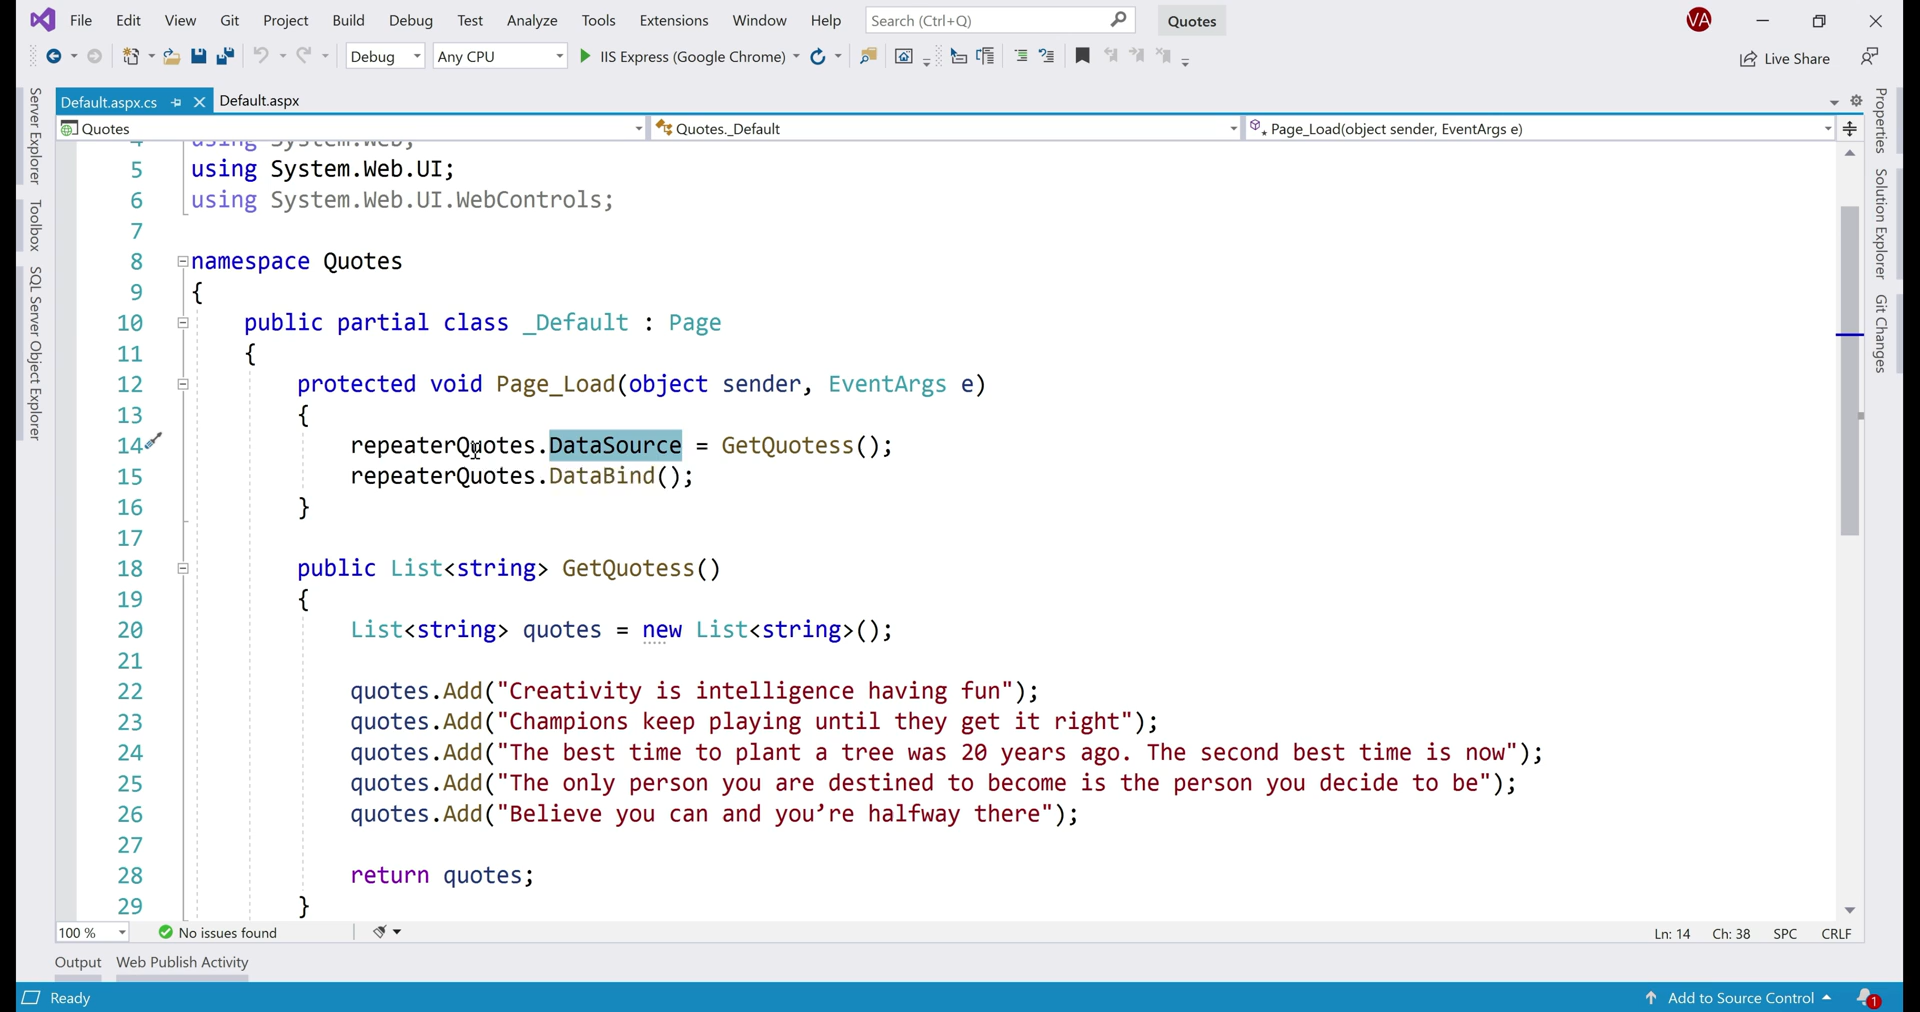 File Edit View Git Project Build Debug Test Analyze Tools Extensions Window Help Search (Ctrl+Q) Quotes VA
Debug Any CPU IIS Express (Google Chrome) Live Share
Default.aspx.cs Default.aspx
Quotes Quotes._Default Page_Load(object sender, EventArgs e)
Server Explorer
Toolbox
SQL Server Object Explorer
4 using System.Web;
5 using System.Web.UI;
6 using System.Web.UI.WebControls;
7
8 namespace Quotes
9 {
10 public partial class _Default : Page
11 {
12 protected void Page_Load(object sender, EventArgs e)
13 {
14 repeaterQuotes.DataSource = GetQuotess();
15 repeaterQuotes.DataBind();
16 }
17
18 public List<string> GetQuotess()
19 {
20 List<string> quotes = new List<string>();
21
22 quotes.Add("Creativity is intelligence having fun");
23 quotes.Add("Champions keep playing until they get it right");
24 quotes.Add("The best time to plant a tree was 20 years ago. The second best time is now");
25 quotes.Add("The only person you are destined to become is the person you decide to be");
26 quotes.Add("Believe you can and you’re halfway there");
27
28 return quotes;
29 }
Properties
Solution Explorer
Git Changes
100 % No issues found Ln: 14 Ch: 38 SPC CRLF
Output Web Publish Activity
Ready Add to Source Control 1